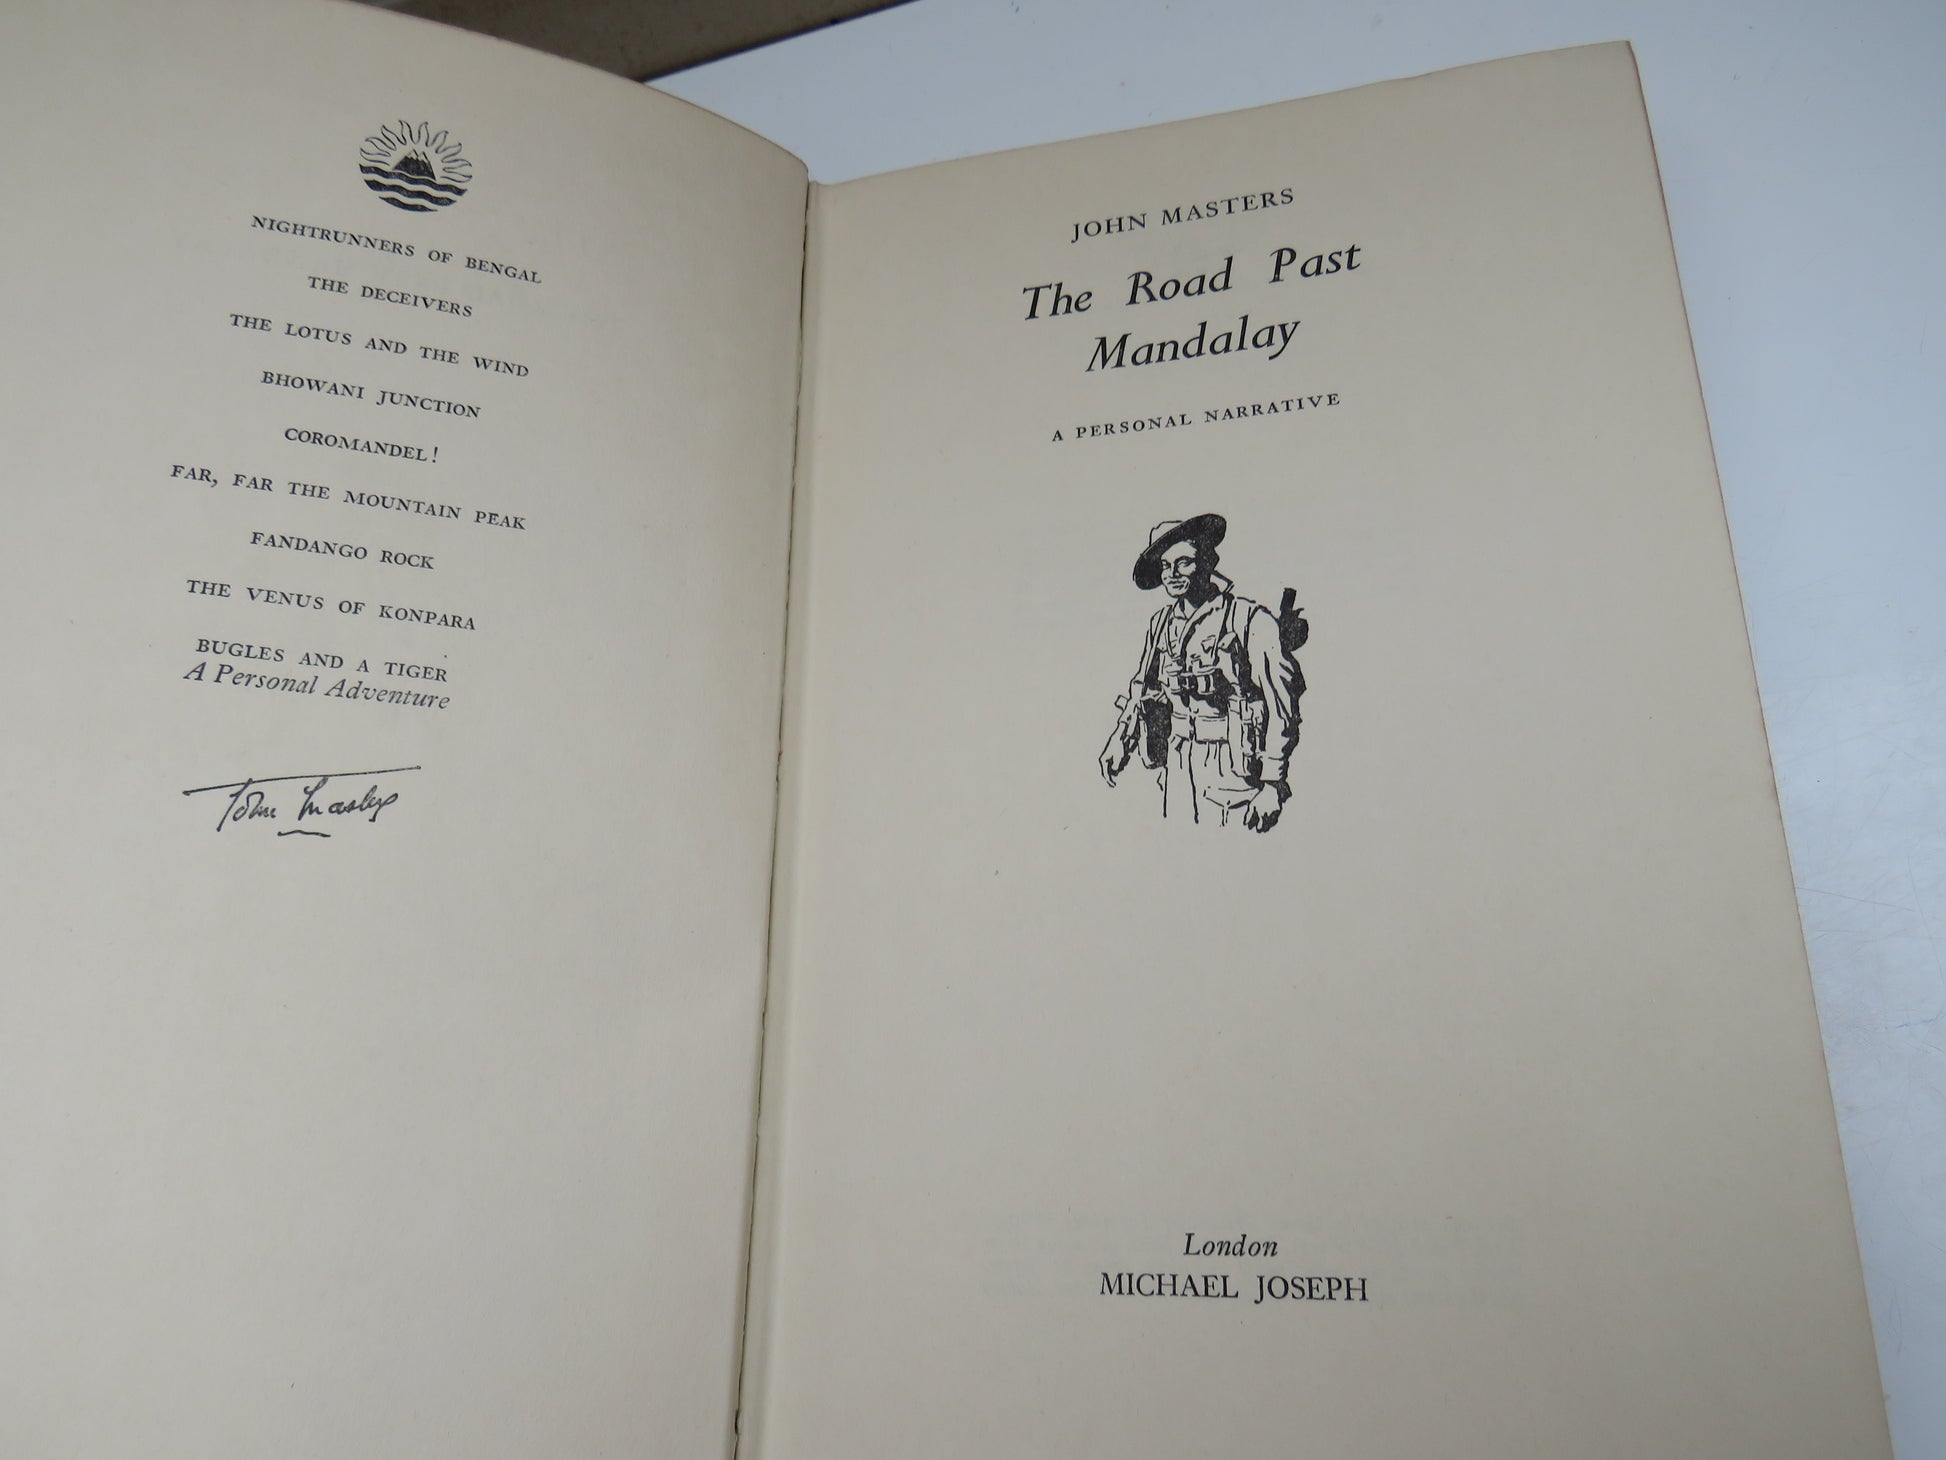 NIGHTRUNNERS OF BENGAL
THE DECEIVERS
THE LOTUS AND THE WIND
BHOWANI JUNCTION
COROMANDEL!
FAR, FAR THE MOUNTAIN PEAK
FANDANGO ROCK
THE VENUS OF KONPARA
BUGLES AND A TIGER
A Personal Adventure
John Masters
JOHN MASTERS
The Road Past
Mandalay
A PERSONAL NARRATIVE
London
MICHAEL JOSEPH